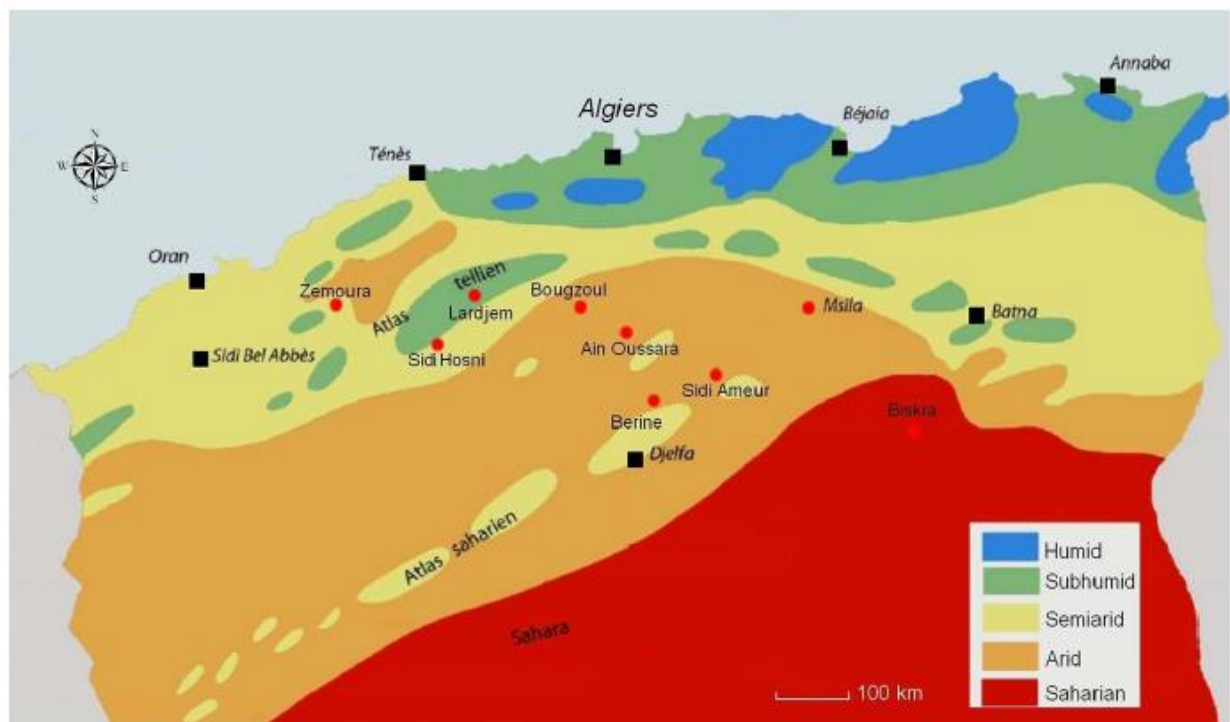 Annaba
Algiers
Béjaia
N
W E
S
Ténès
Oran
Zemoura
Atlas tellien
Lardjem
Bougzoul
Msila
Batna
Sidi Bel Abbès
Sidi Hosni
Ain Oussara
Sidi Ameur
Berine
Biskra
Djelfa
Atlas saharien
Sahara
100 km
Humid
Subhumid
Semiarid
Arid
Saharian